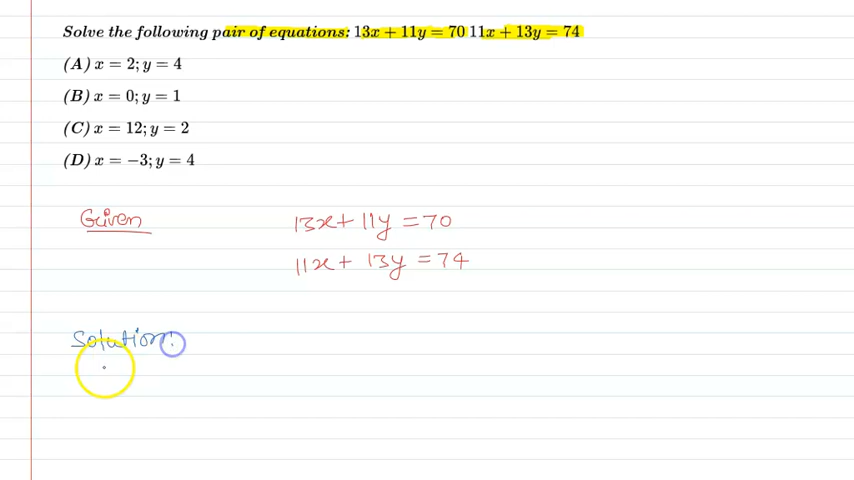 Solve the following pair of equations: 13x + 11y = 70 11x + 13y = 74
(A) x = 2; y = 4
(B) x = 0; y = 1
(C) x = 12; y = 2
(D) x = −3; y = 4
Given 13x + 11y = 70
11x + 13y = 74
Solution: